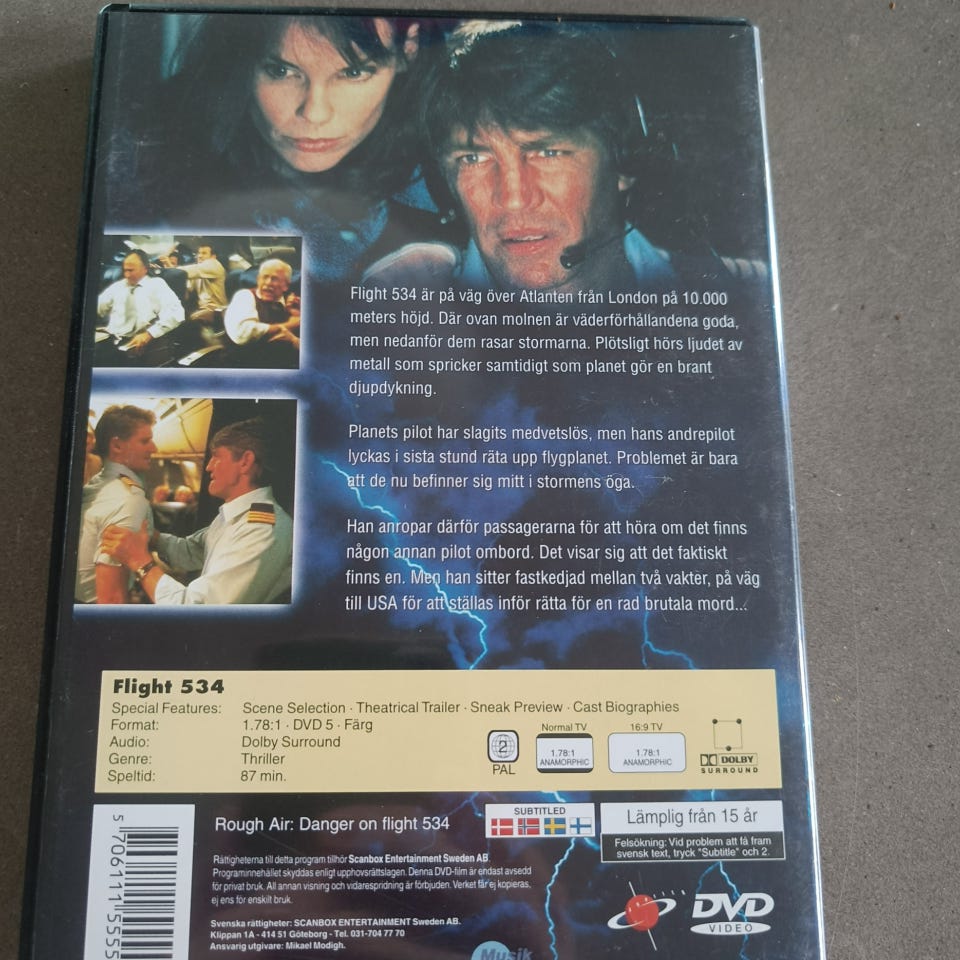 Flight 534 är på väg över Atlanten från London på 10.000
meters höjd. Där ovan molnen är väderförhållandena goda,
men nedanför dem rasar stormarna. Plötsligt hörs ljudet av
metall som spricker samtidigt som planet gör en brant
djupdykning.
Planets pilot har slagits medvetslös, men hans andrepilot
lyckas i sista stund räta upp flygplanet. Problemet är bara
att de nu befinner sig mitt i stormens öga.
Han anropar därför passagerarna för att höra om det finns
någon annan pilot ombord. Det visar sig att det faktiskt
finns en. Men han sitter fastkedjad mellan två vakter, på väg
till USA för att ställas inför rätta för en rad brutala mord...
Flight 534
Special Features: Scene Selection · Theatrical Trailer · Sneak Preview · Cast Biographies
Format: 1.78:1 · DVD 5 · Färg
Audio: Dolby Surround
Genre: Thriller
Speltid: 87 min.
2
PAL
Normal TV
1.78:1
ANAMORPHIC
16:9 TV
1.78:1
ANAMORPHIC
DOLBY
SURROUND
5 706111 5555
Rough Air: Danger on flight 534
SUBTITLED
Lämplig från 15 år
Felsökning: Vid problem att få fram
svensk text, tryck "Subtitle" och 2.
Rättigheterna till detta program tillhör Scanbox Entertainment Sweden AB.
Programinnehållet skyddas enligt upphovsrättslagen. Denna DVD-film är endast avsedd
för privat bruk. All annan visning och vidarespridning är förbjuden. Verket får ej kopieras,
ej ens för enskilt bruk.
Svenska rättigheter: SCANBOX ENTERTAINMENT Sweden AB.
Klippan 1A - 414 51 Göteborg - Tel. 031-704 77 70
Ansvarig utgivare: Mikael Modigh.
DVD
VIDEO
Musik